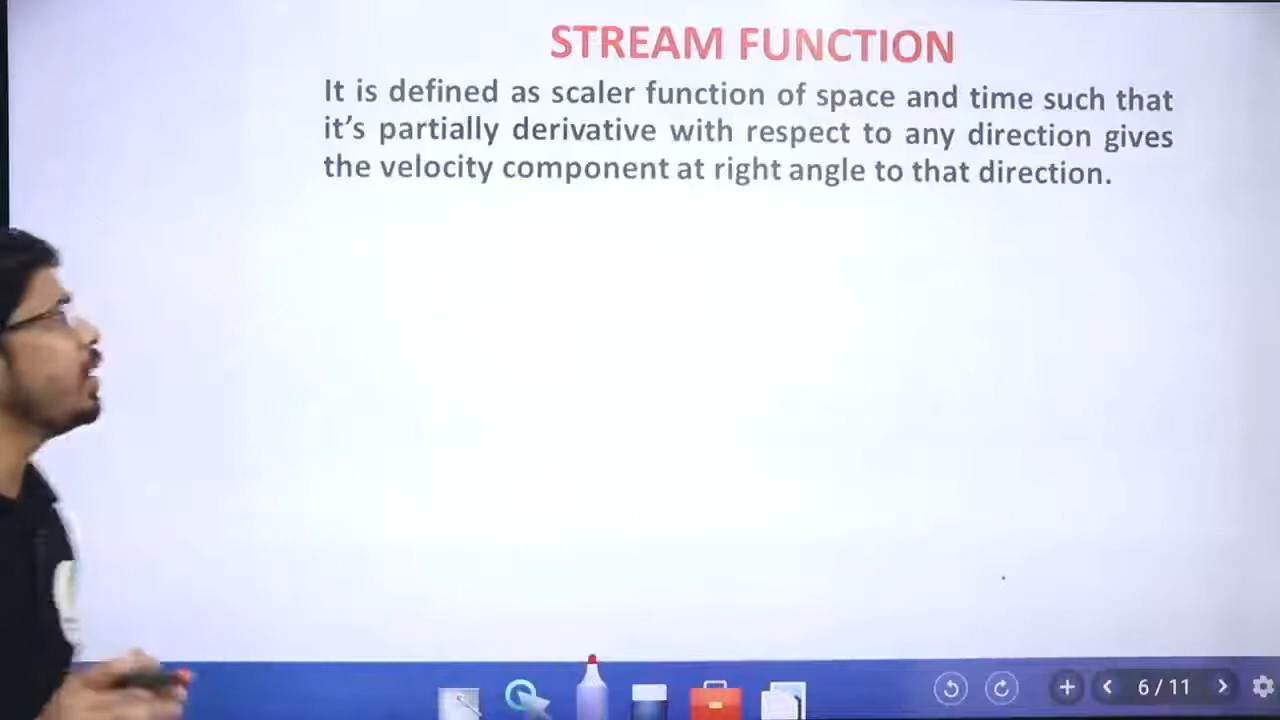 STREAM FUNCTION
It is defined as scaler function of space and time such that
it's partially derivative with respect to any direction gives
the velocity component at right angle to that direction.
6 / 11